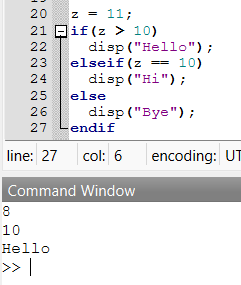 20 z = 11;
21 if(z > 10)
22 disp("Hello");
23 elseif(z == 10)
24 disp("Hi");
25 else
26 disp("Bye");
27 endif
line: 27 col: 6 encoding: UT
Command Window
8
10
Hello
>>